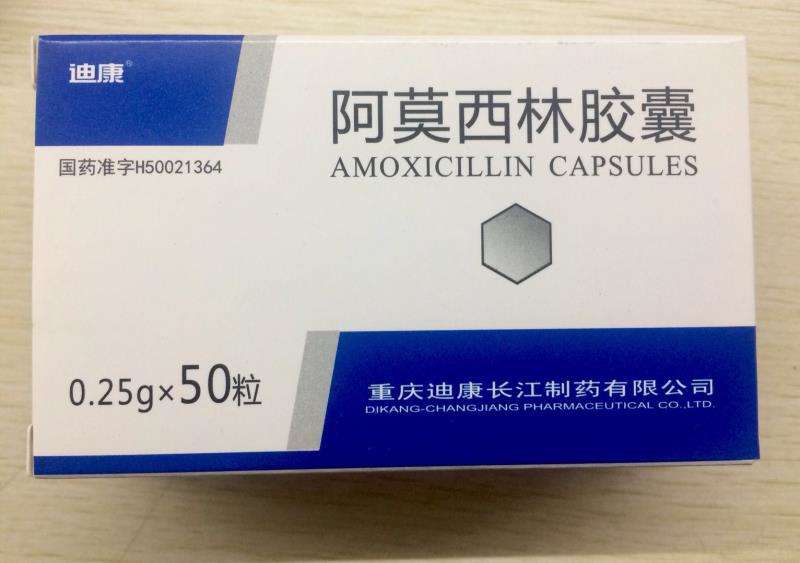 迪康®
阿莫西林胶囊
国药准字H50021364
AMOXICILLIN CAPSULES
0.25g×50粒
重庆迪康长江制药有限公司
DIKANG-CHANGJIANG PHARMACEUTICAL CO.,LTD.